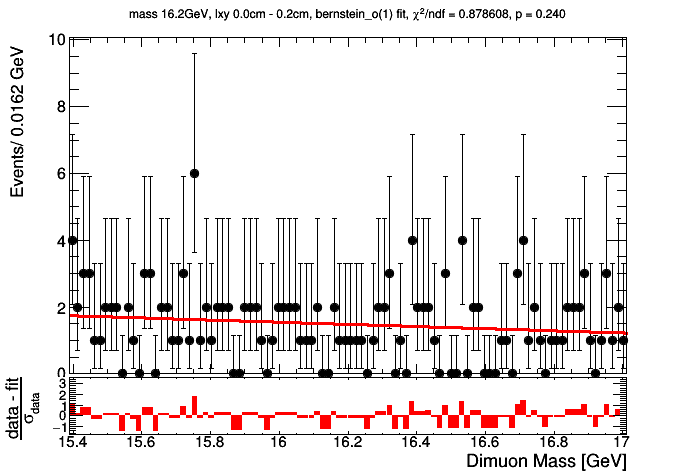 mass 16.2GeV, lxy 0.0cm - 0.2cm, bernstein_o(1) fit, χ²/ndf = 0.878608, p = 0.240
Events/ 0.0162 GeV
10
8
6
4
2
0
data - fit
σdata
3
2
1
0
−1
15.4 15.6 15.8 16 16.2 16.4 16.6 16.8 17
Dimuon Mass [GeV]